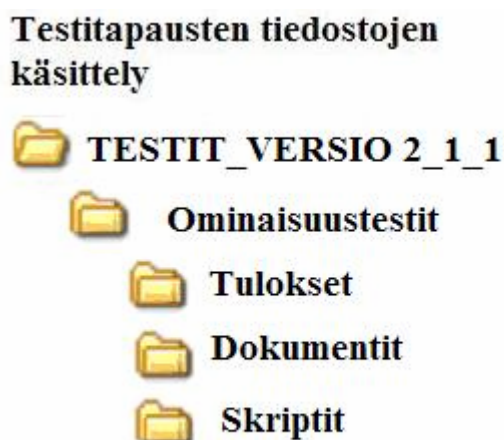 Testitapausten tiedostojen
käsittely
TESTIT_VERSIO 2_1_1
Ominaisuustestit
Tulokset
Dokumentit
Skriptit